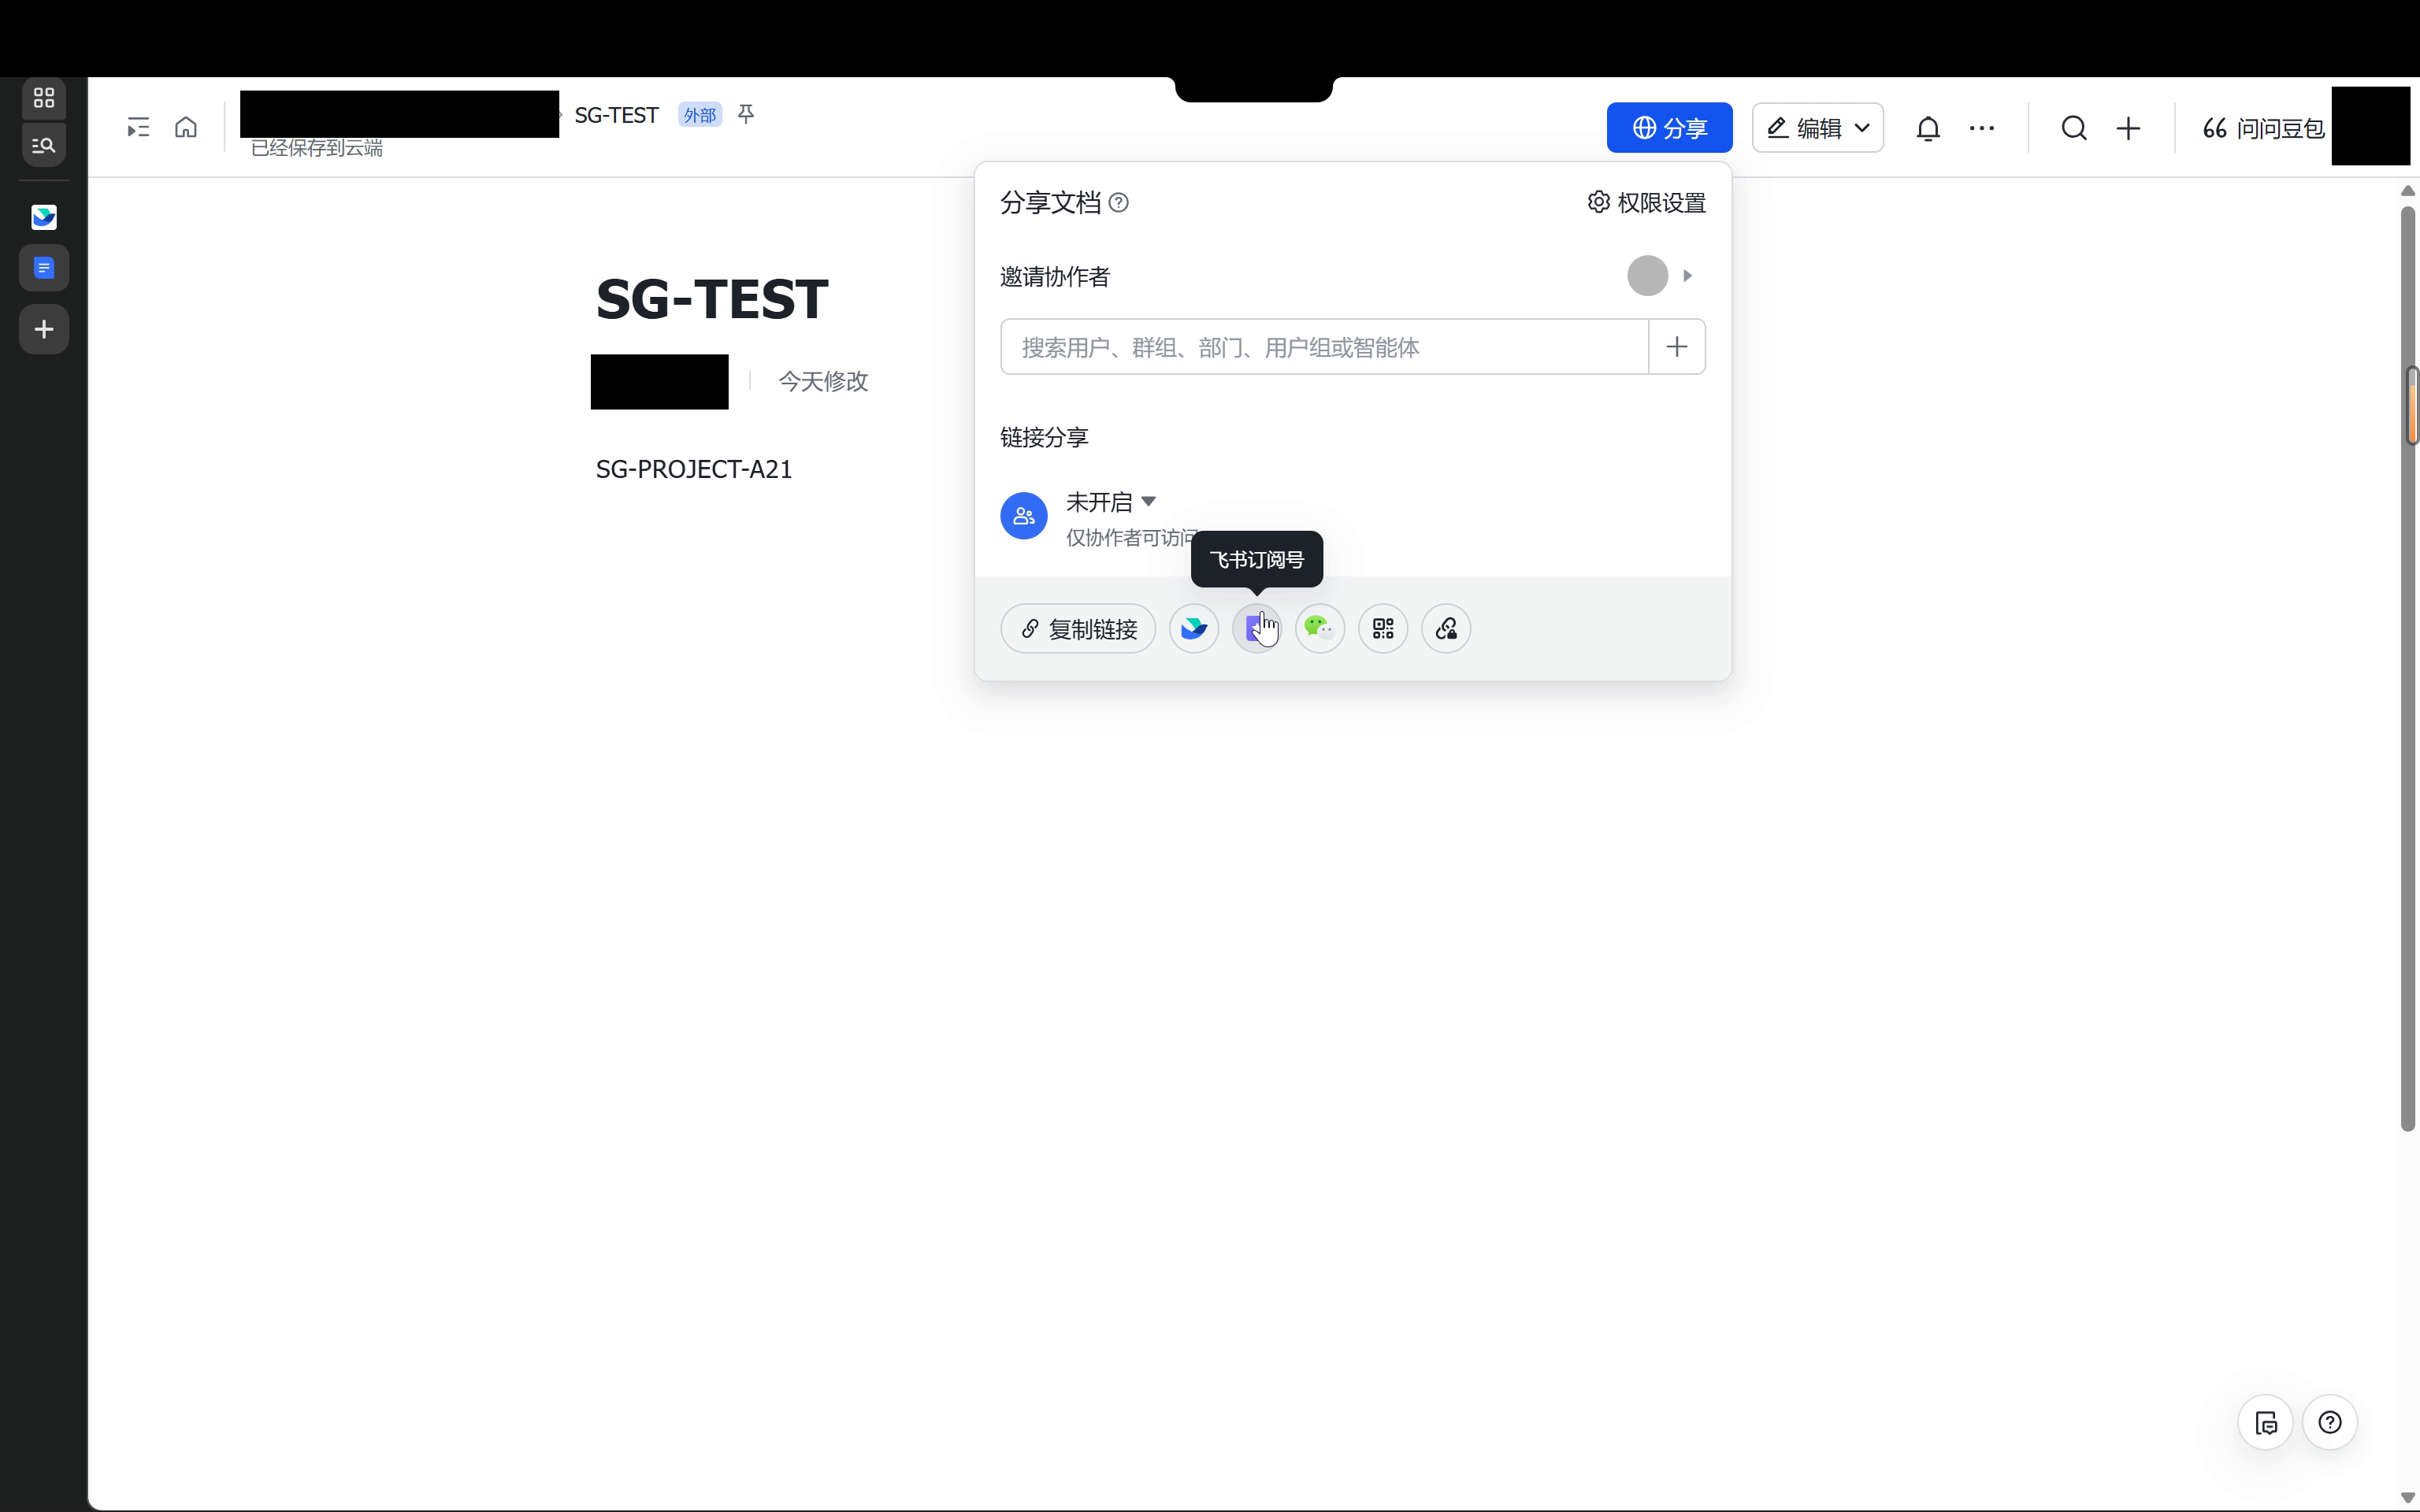 SG-TEST 外部
分享 编辑 问问豆包
已经保存到云端
分享文档 权限设置
邀请协作者
搜索用户、群组、部门、用户组或智能体
链接分享
未开启
仅协作者可访问
飞书订阅号
复制链接
SG-TEST
今天修改
SG-PROJECT-A21